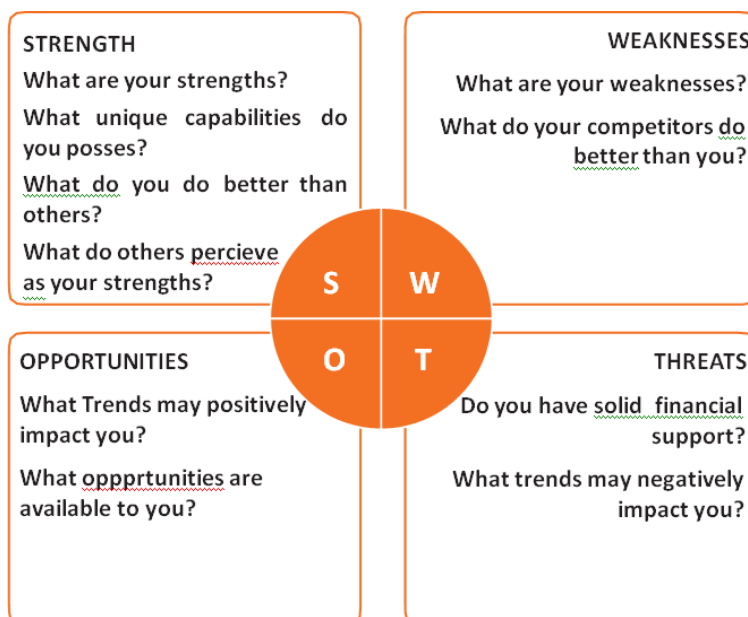 STRENGTH
What are your strengths?
What unique capabilities do
you posses?
What do you do better than
others?
What do others percieve
as your strengths?
WEAKNESSES
What are your weaknesses?
What do your competitors do
better than you?
S
W
O
T
OPPORTUNITIES
What Trends may positively
impact you?
What oppprtunities are
available to you?
THREATS
Do you have solid financial
support?
What trends may negatively
impact you?